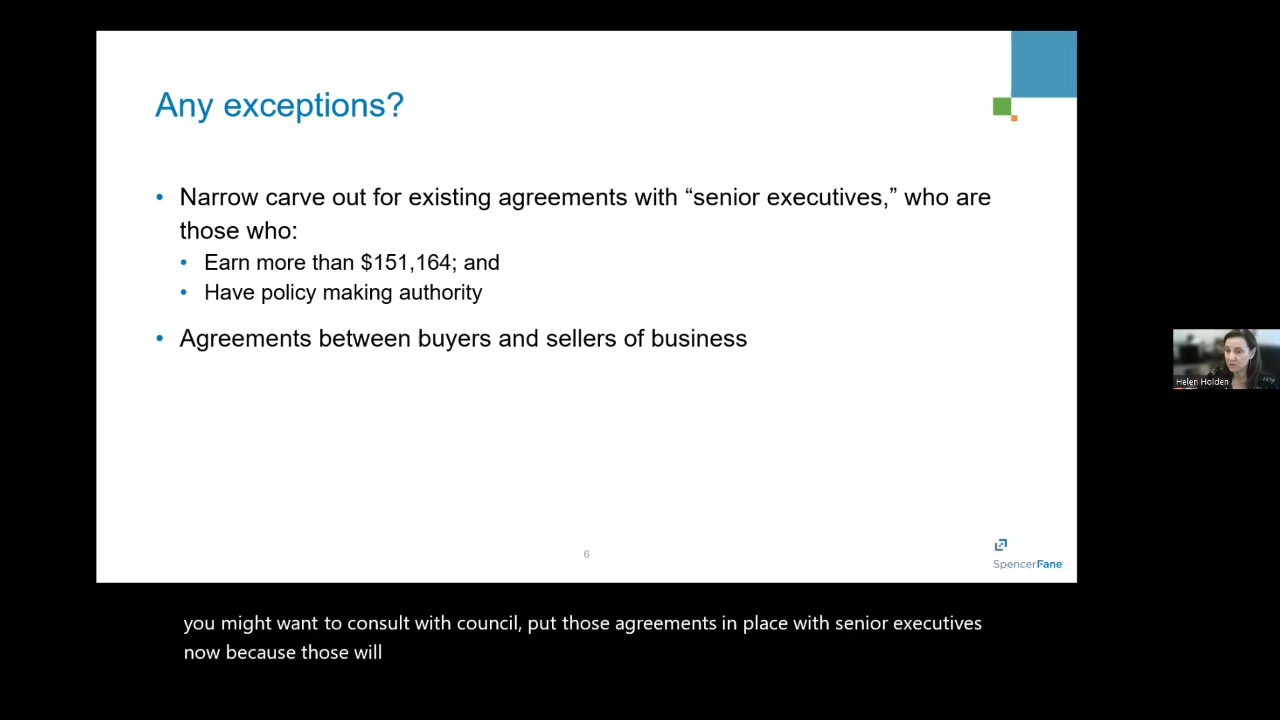 Any exceptions?
• Narrow carve out for existing agreements with “senior executives,” who are
those who:
• Earn more than $151,164; and
• Have policy making authority
• Agreements between buyers and sellers of business
Helen Holden
6
SpencerFane
you might want to consult with council, put those agreements in place with senior executives
now because those will